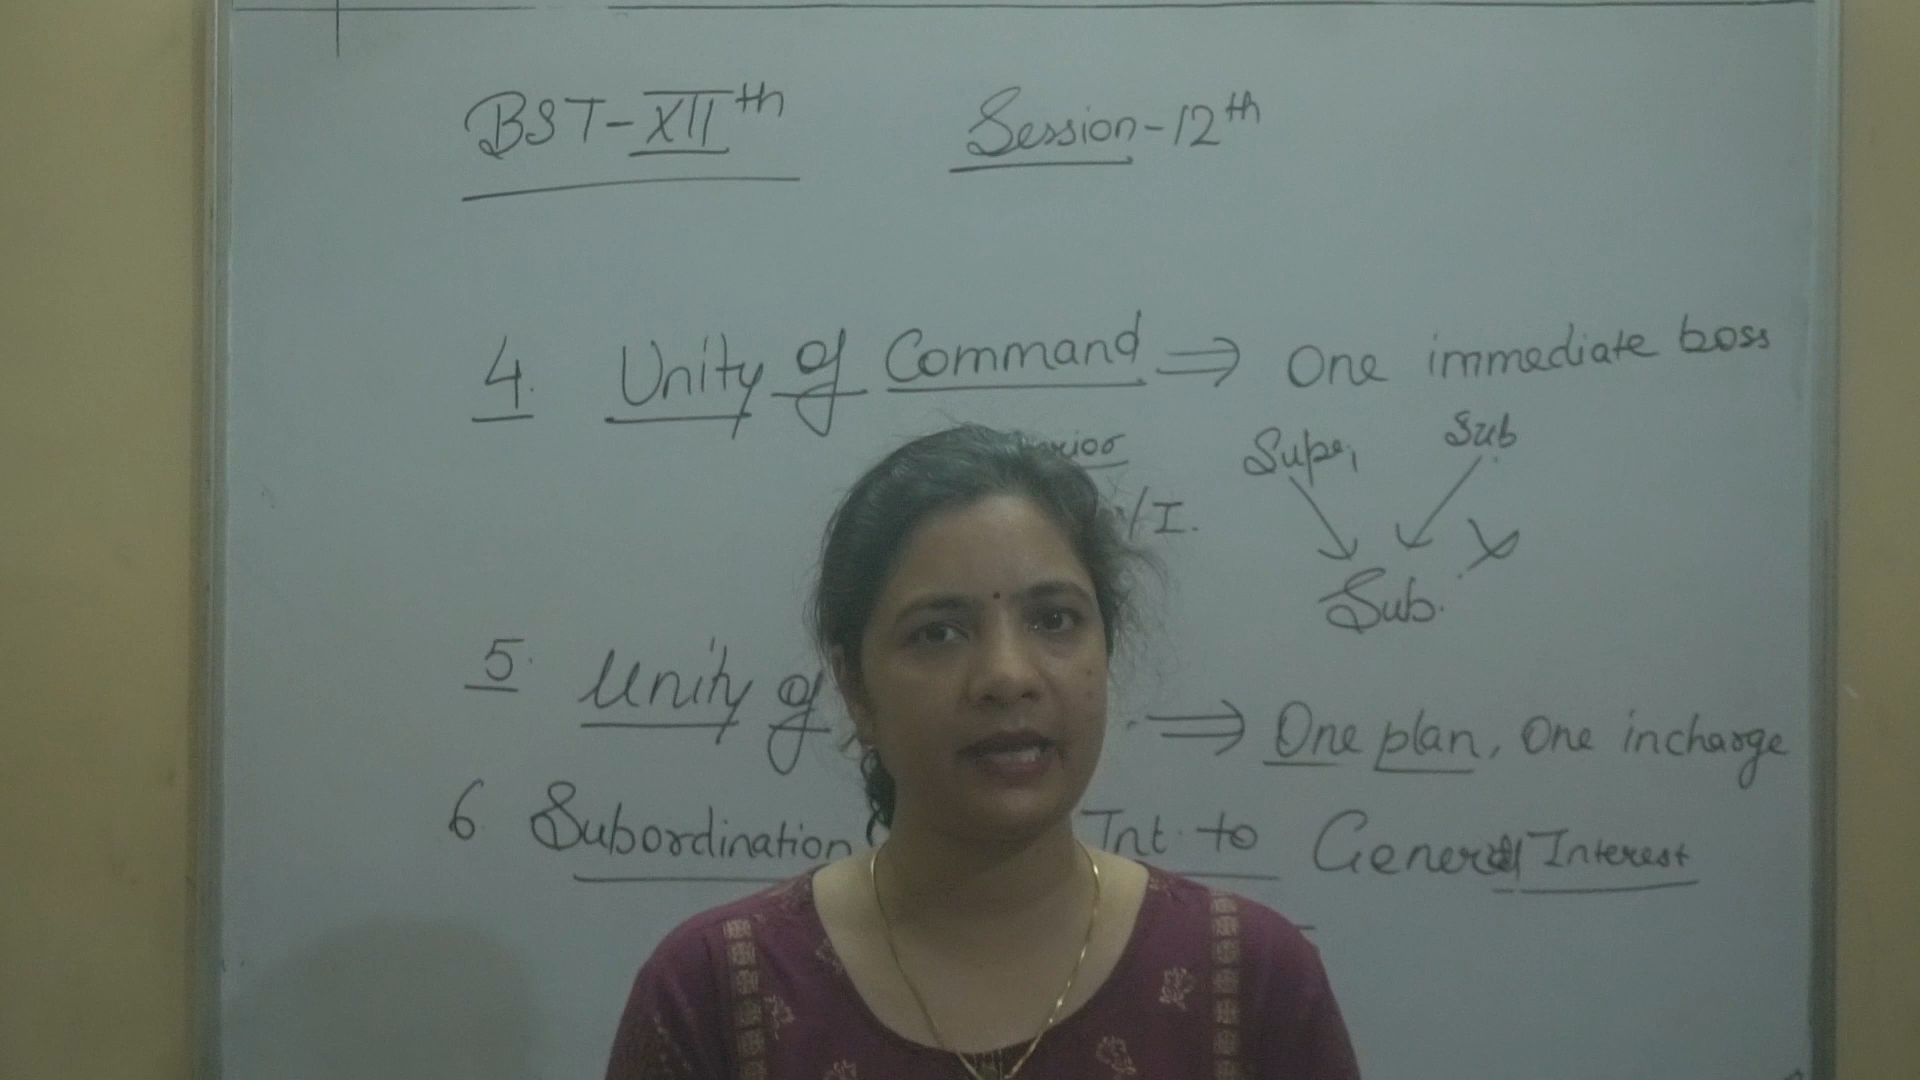 BST-XIIth Session-12th
4. Unity of Command ⇒ One immediate boss
Supe, Sub
/I.
Sub.
5. Unity of ⇒ One plan, One incharge
6. Subordination Int. to General Interest